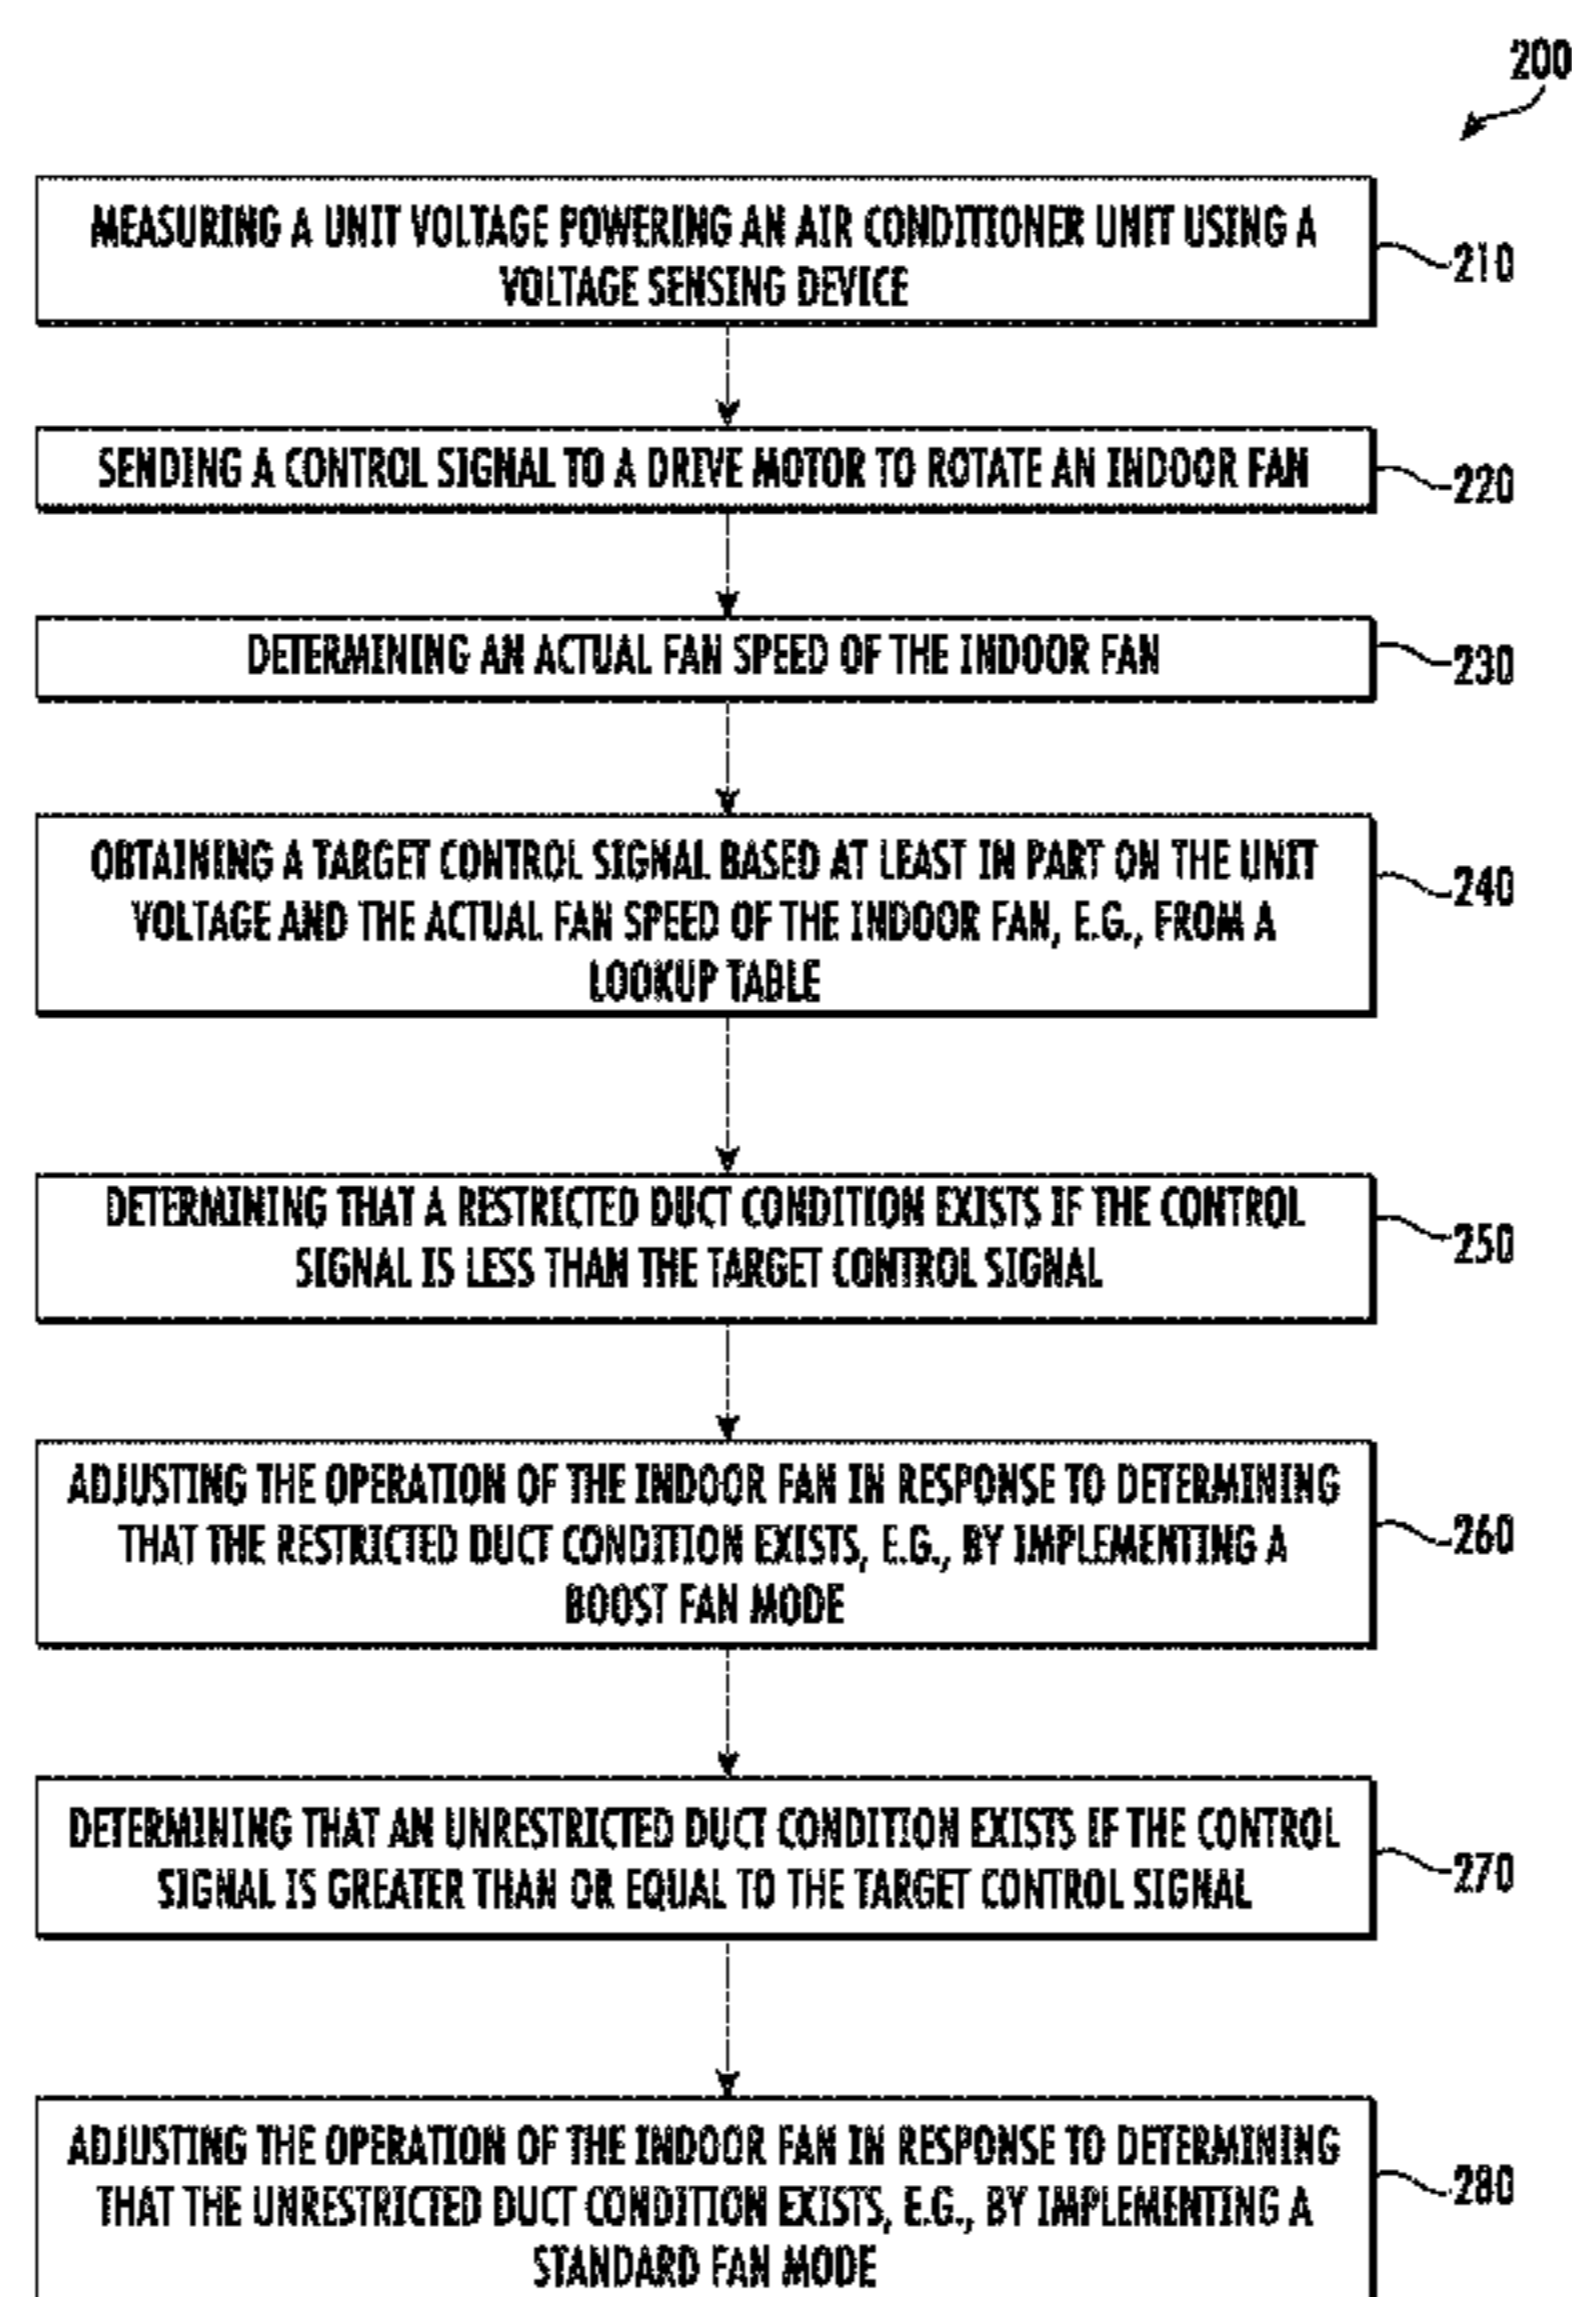 200
MEASURING A UNIT VOLTAGE POWERING AN AIR CONDITIONER UNIT USING A
VOLTAGE SENSING DEVICE
210
SENDING A CONTROL SIGNAL TO A DRIVE MOTOR TO ROTATE AN INDOOR FAN
220
DETERMINING AN ACTUAL FAN SPEED OF THE INDOOR FAN
230
OBTAINING A TARGET CONTROL SIGNAL BASED AT LEAST IN PART ON THE UNIT
VOLTAGE AND THE ACTUAL FAN SPEED OF THE INDOOR FAN, E.G., FROM A
LOOKUP TABLE
240
DETERMINING THAT A RESTRICTED DUCT CONDITION EXISTS IF THE CONTROL
SIGNAL IS LESS THAN THE TARGET CONTROL SIGNAL
250
ADJUSTING THE OPERATION OF THE INDOOR FAN IN RESPONSE TO DETERMINING
THAT THE RESTRICTED DUCT CONDITION EXISTS, E.G., BY IMPLEMENTING A
BOOST FAN MODE
260
DETERMINING THAT AN UNRESTRICTED DUCT CONDITION EXISTS IF THE CONTROL
SIGNAL IS GREATER THAN OR EQUAL TO THE TARGET CONTROL SIGNAL
270
ADJUSTING THE OPERATION OF THE INDOOR FAN IN RESPONSE TO DETERMINING
THAT THE UNRESTRICTED DUCT CONDITION EXISTS, E.G., BY IMPLEMENTING A
STANDARD FAN MODE
280